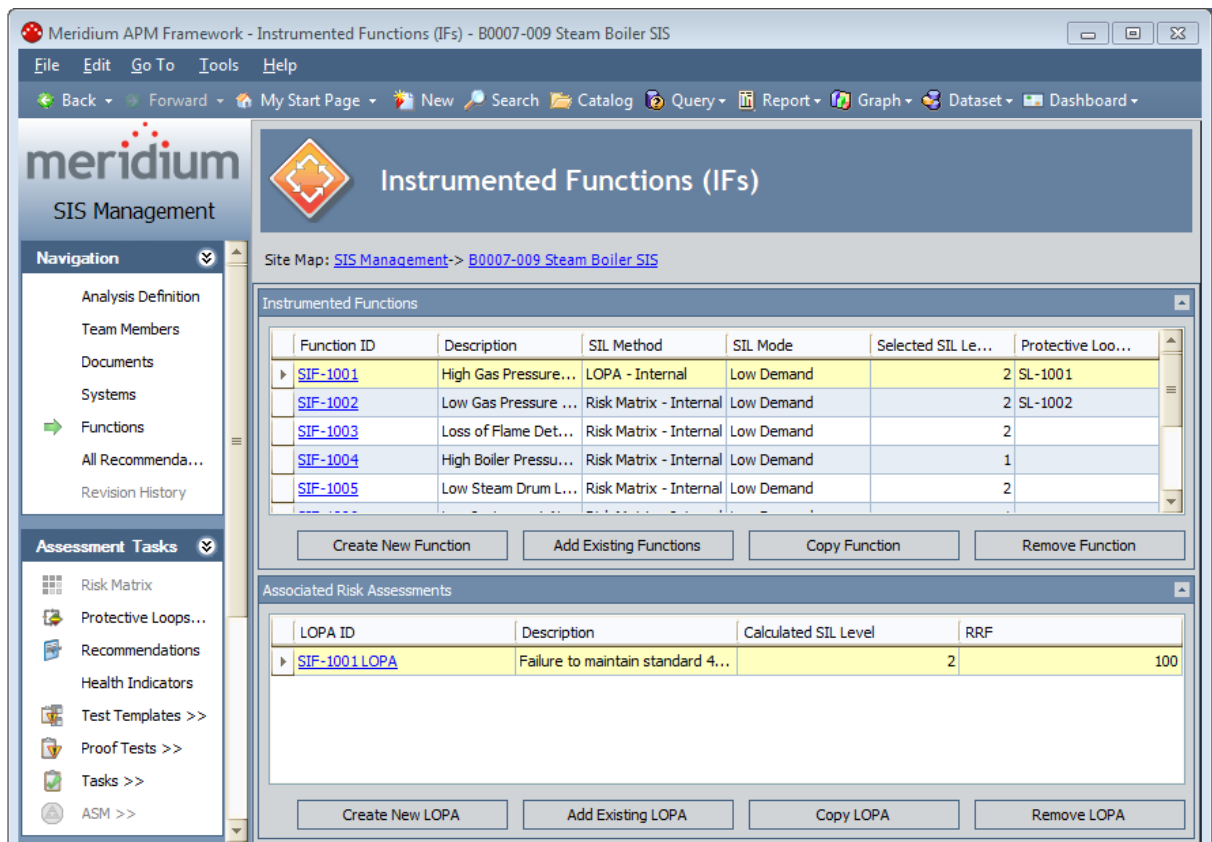 Meridium APM Framework - Instrumented Functions (IFs) - B0007-009 Steam Boiler SIS
File Edit Go To Tools Help
Back Forward My Start Page New Search Catalog Query Report Graph Dataset Dashboard
meridium
SIS Management
Navigation
Analysis Definition
Team Members
Documents
Systems
Functions
All Recommenda...
Revision History
Assessment Tasks
Risk Matrix
Protective Loops...
Recommendations
Health Indicators
Test Templates >>
Proof Tests >>
Tasks >>
ASM >>
Instrumented Functions (IFs)
Site Map: SIS Management-> B0007-009 Steam Boiler SIS
Instrumented Functions
Function ID Description SIL Method SIL Mode Selected SIL Le... Protective Loo...
SIF-1001 High Gas Pressure... LOPA - Internal Low Demand 2 SL-1001
SIF-1002 Low Gas Pressure ... Risk Matrix - Internal Low Demand 2 SL-1002
SIF-1003 Loss of Flame Det... Risk Matrix - Internal Low Demand 2
SIF-1004 High Boiler Pressu... Risk Matrix - Internal Low Demand 1
SIF-1005 Low Steam Drum L... Risk Matrix - Internal Low Demand 2
Create New Function Add Existing Functions Copy Function Remove Function
Associated Risk Assessments
LOPA ID Description Calculated SIL Level RRF
SIF-1001 LOPA Failure to maintain standard 4... 2 100
Create New LOPA Add Existing LOPA Copy LOPA Remove LOPA